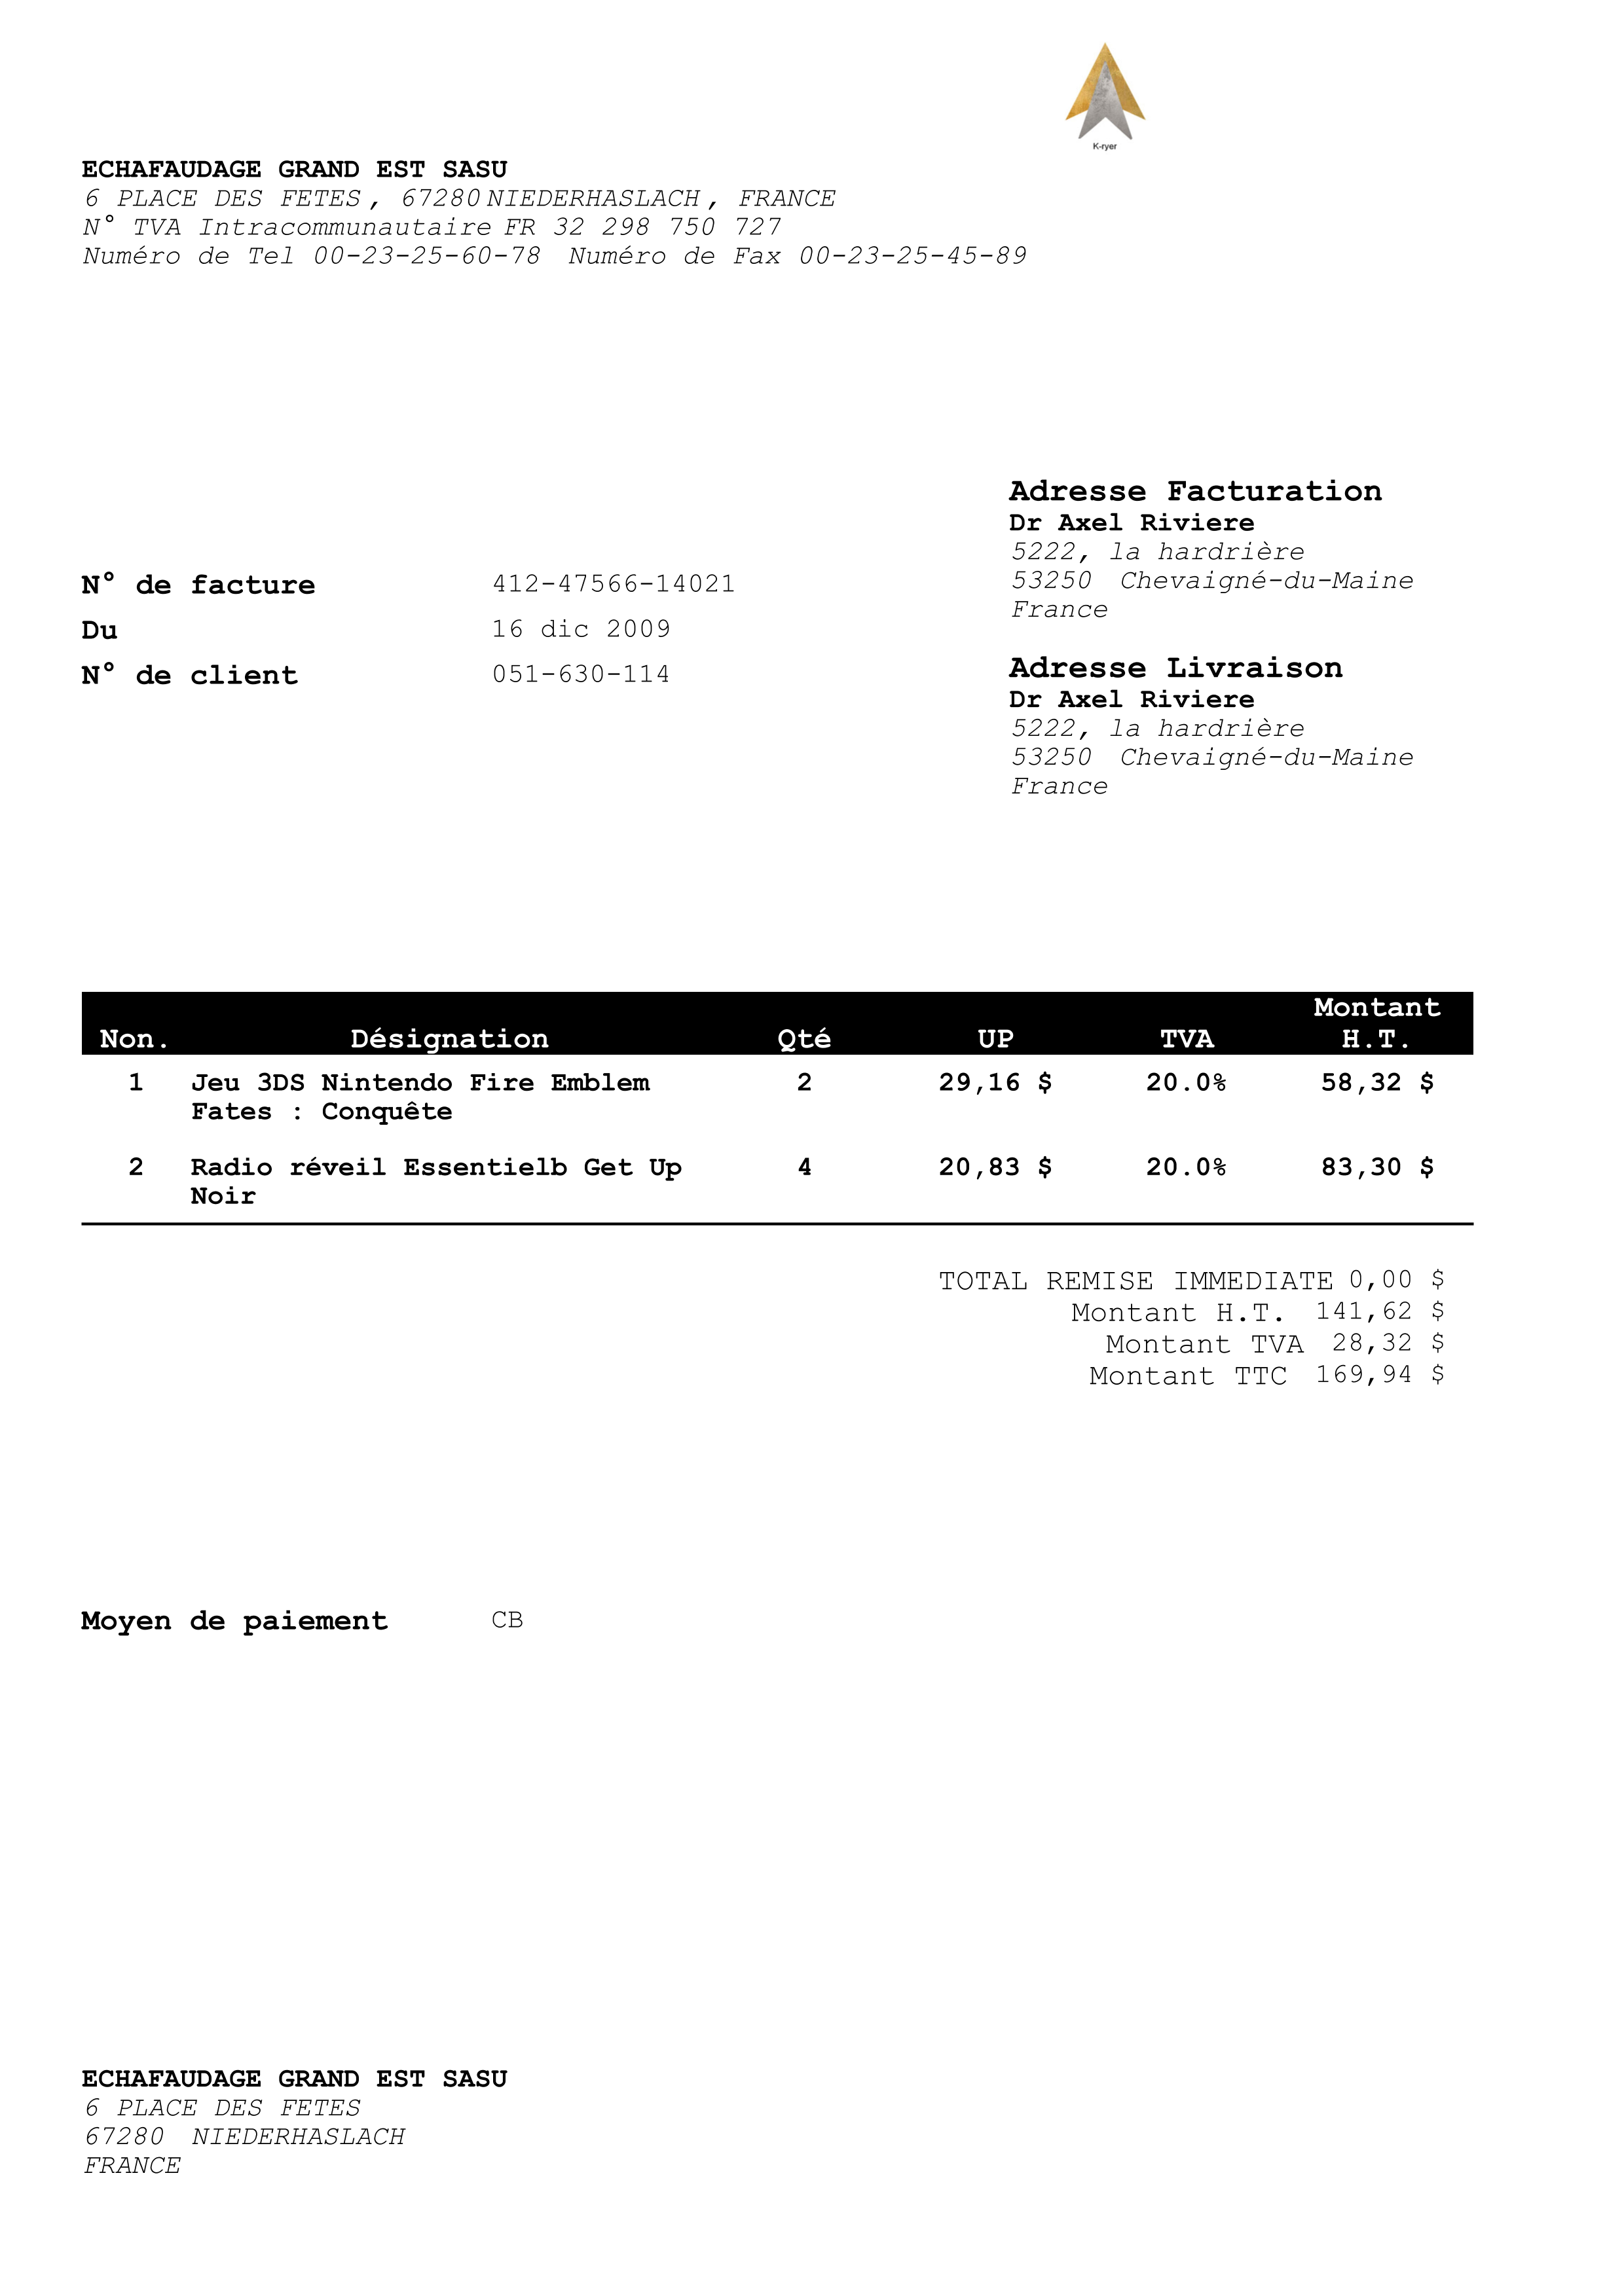 K-ryer
ECHAFAUDAGE GRAND EST SASU
6 PLACE DES FETES , 67280 NIEDERHASLACH , FRANCE
N° TVA Intracommunautaire FR 32 298 750 727
Numéro de Tel 00-23-25-60-78 Numéro de Fax 00-23-25-45-89
Adresse Facturation
Dr Axel Riviere
5222, la hardrière
53250 Chevaigné-du-Maine
France
N° de facture 412-47566-14021
Du 16 dic 2009
N° de client 051-630-114
Adresse Livraison
Dr Axel Riviere
5222, la hardrière
53250 Chevaigné-du-Maine
France
Montant
Non. Désignation Qté UP TVA H.T.
1 Jeu 3DS Nintendo Fire Emblem 2 29,16 $ 20.0% 58,32 $
Fates : Conquête
2 Radio réveil Essentielb Get Up 4 20,83 $ 20.0% 83,30 $
Noir
TOTAL REMISE IMMEDIATE 0,00 $
Montant H.T. 141,62 $
Montant TVA 28,32 $
Montant TTC 169,94 $
Moyen de paiement CB
ECHAFAUDAGE GRAND EST SASU
6 PLACE DES FETES
67280 NIEDERHASLACH
FRANCE